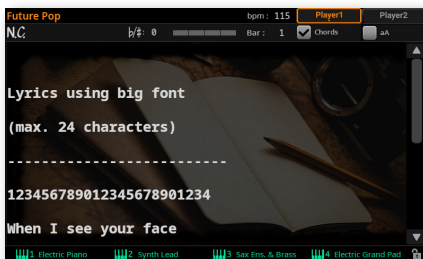 Future Pop bpm: 115 Player1 Player2
N.C. b/#: 0 Bar: 1 Chords aA
Lyrics using big font
(max. 24 characters)
--------------------------
123456789012345678901234
When I see your face
1 Electric Piano 2 Synth Lead 3 Sax Ens. & Brass 4 Electric Grand Pad